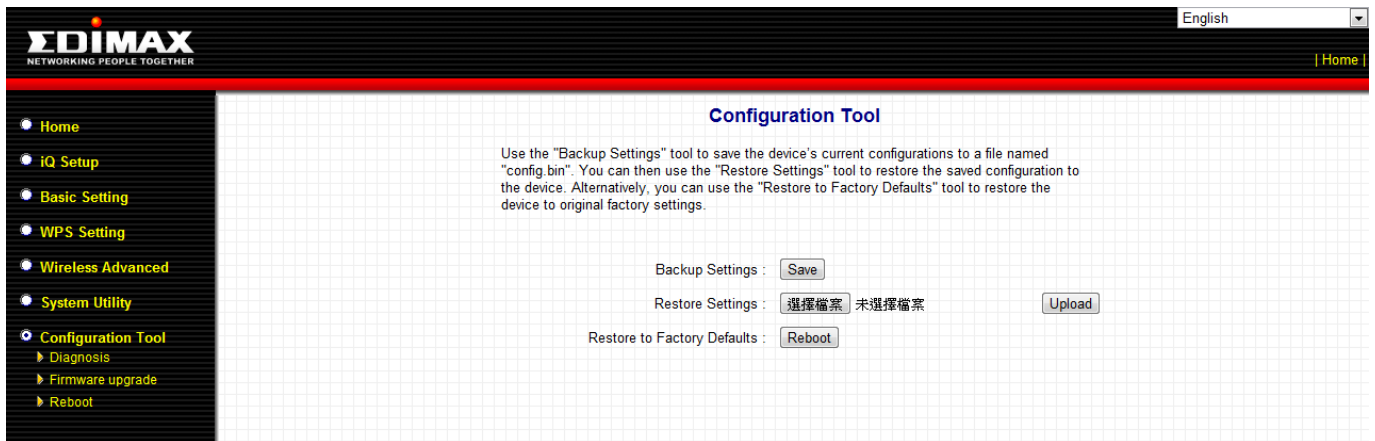 English
EDIMAX
NETWORKING PEOPLE TOGETHER
| Home |
Home
iQ Setup
Basic Setting
WPS Setting
Wireless Advanced
System Utility
Configuration Tool
Diagnosis
Firmware upgrade
Reboot
Configuration Tool
Use the "Backup Settings" tool to save the device's current configurations to a file named
"config.bin". You can then use the "Restore Settings" tool to restore the saved configuration to
the device. Alternatively, you can use the "Restore to Factory Defaults" tool to restore the
device to original factory settings.
Backup Settings : Save
Restore Settings : 選擇檔案 未選擇檔案 Upload
Restore to Factory Defaults : Reboot